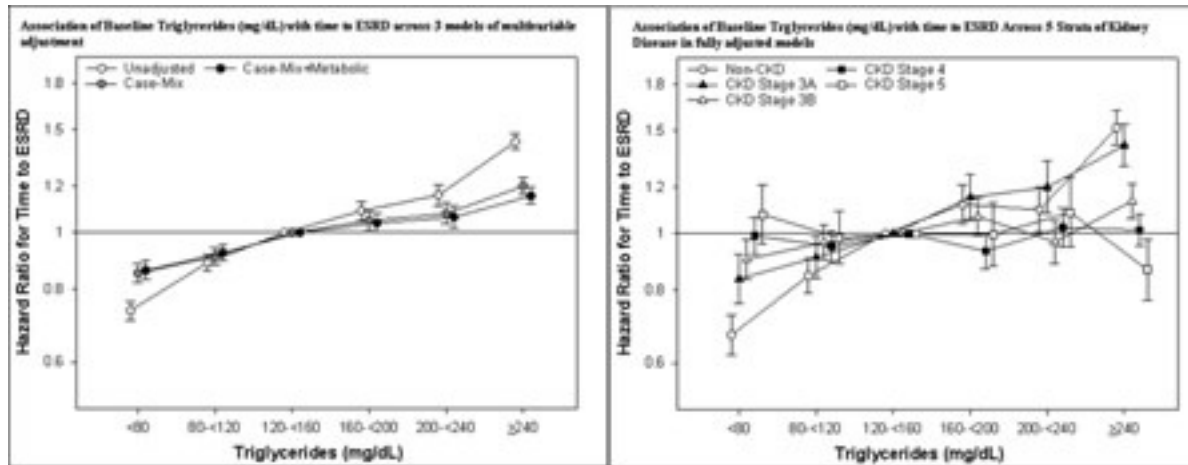 Association of Baseline Triglycerides (mg/dL) with time to ESRD across 3 models of multivariable
adjustment
Unadjusted
Case-Mix+Metabolic
Case-Mix
Hazard Ratio for Time to ESRD
1.8
1.5
1.2
1
0.8
0.6
<80
80-<120
120-<160
160-<200
200-<240
≥240
Triglycerides (mg/dL)
Association of Baseline Triglycerides (mg/dL) with time to ESRD Across 5 Strata of Kidney
Disease in fully adjusted models
Non-CKD
CKD Stage 4
CKD Stage 3A
CKD Stage 5
CKD Stage 3B
Hazard Ratio for Time to ESRD
1.8
1.5
1.2
1
0.8
0.6
<80
80-<120
120-<160
160-<200
200-<240
≥240
Triglycerides (mg/dL)